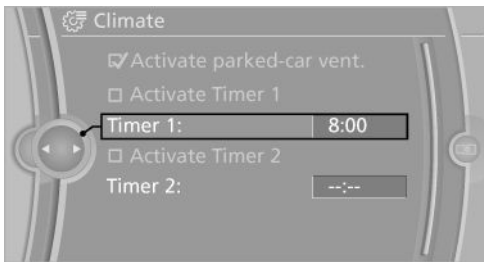 Climate
Activate parked-car vent.
Activate Timer 1
Timer 1: 8:00
Activate Timer 2
Timer 2: --:--